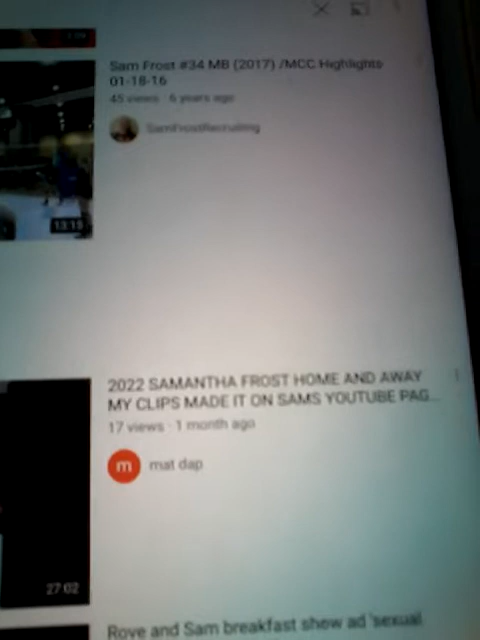 Sam Frost #34 MB (2017) /MCC Highlights
01-18-16
45 views · 6 years ago
SamFrostRecruiting
13:15
2022 SAMANTHA FROST HOME AND AWAY
MY CLIPS MADE IT ON SAMS YOUTUBE PAG...
17 views · 1 month ago
m mat dap
27:02
Rove and Sam breakfast show ad 'sexual